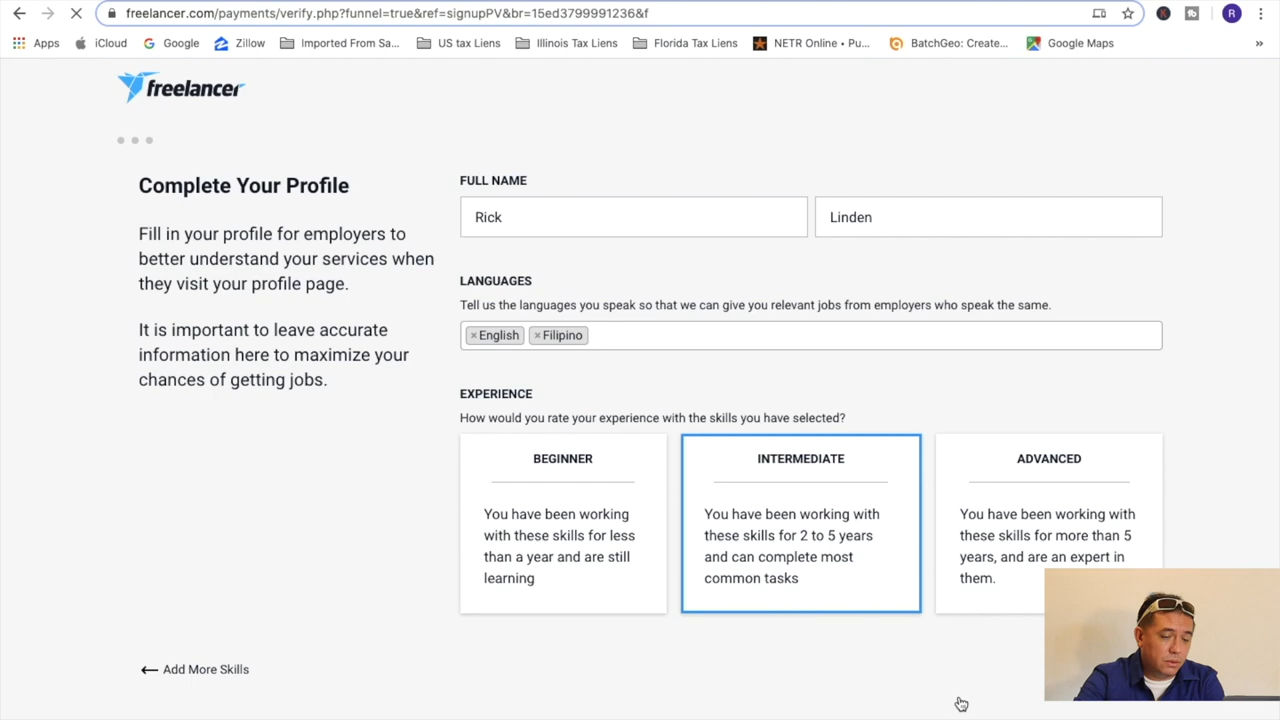 freelancer.com/payments/verify.php?funnel=true&ref=signupPV&br=15ed3799991236&f
K
R
Apps
iCloud
Google
Zillow
Imported From Sa...
US tax Liens
Illinois Tax Liens
Florida Tax Liens
NETR Online • Pu...
BatchGeo: Create...
Google Maps
»
freelancer
Complete Your Profile
Fill in your profile for employers to
better understand your services when
they visit your profile page.
It is important to leave accurate
information here to maximize your
chances of getting jobs.
FULL NAME
Rick
Linden
LANGUAGES
Tell us the languages you speak so that we can give you relevant jobs from employers who speak the same.
×English ×Filipino
EXPERIENCE
How would you rate your experience with the skills you have selected?
BEGINNER
You have been working
with these skills for less
than a year and are still
learning
INTERMEDIATE
You have been working with
these skills for 2 to 5 years
and can complete most
common tasks
ADVANCED
You have been working with
these skills for more than 5
years, and are an expert in
them.
Add More Skills